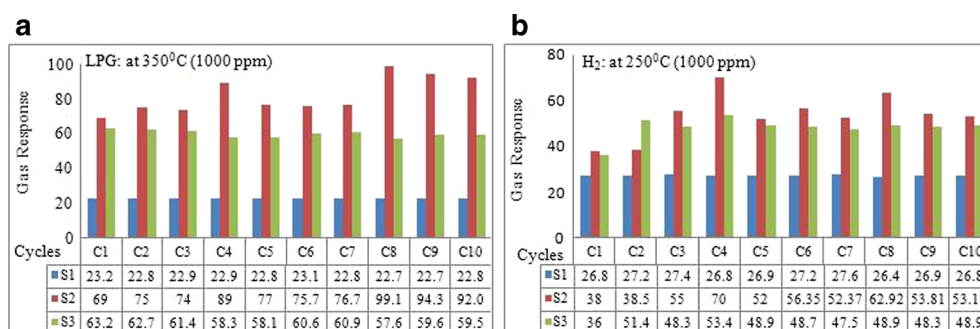 a
LPG: at 350⁰C (1000 ppm)
Gas Response
100
80
60
40
20
0
Cycles C1 C2 C3 C4 C5 C6 C7 C8 C9 C10
S1 23.2 22.8 22.9 22.9 22.8 23.1 22.8 22.7 22.7 22.8
S2 69 75 74 89 77 75.7 76.7 99.1 94.3 92.0
S3 63.2 62.7 61.4 58.3 58.1 60.6 60.9 57.6 59.6 59.5
b
H₂: at 250⁰C (1000 ppm)
Gas Response
80
60
40
20
0
Cycles C1 C2 C3 C4 C5 C6 C7 C8 C9 C10
S1 26.8 27.2 27.4 26.8 26.9 27.2 27.6 26.4 26.9 26.8
S2 38 38.5 55 70 52 56.35 52.37 62.92 53.81 53.1
S3 36 51.4 48.3 53.4 48.9 48.7 47.5 48.9 48.3